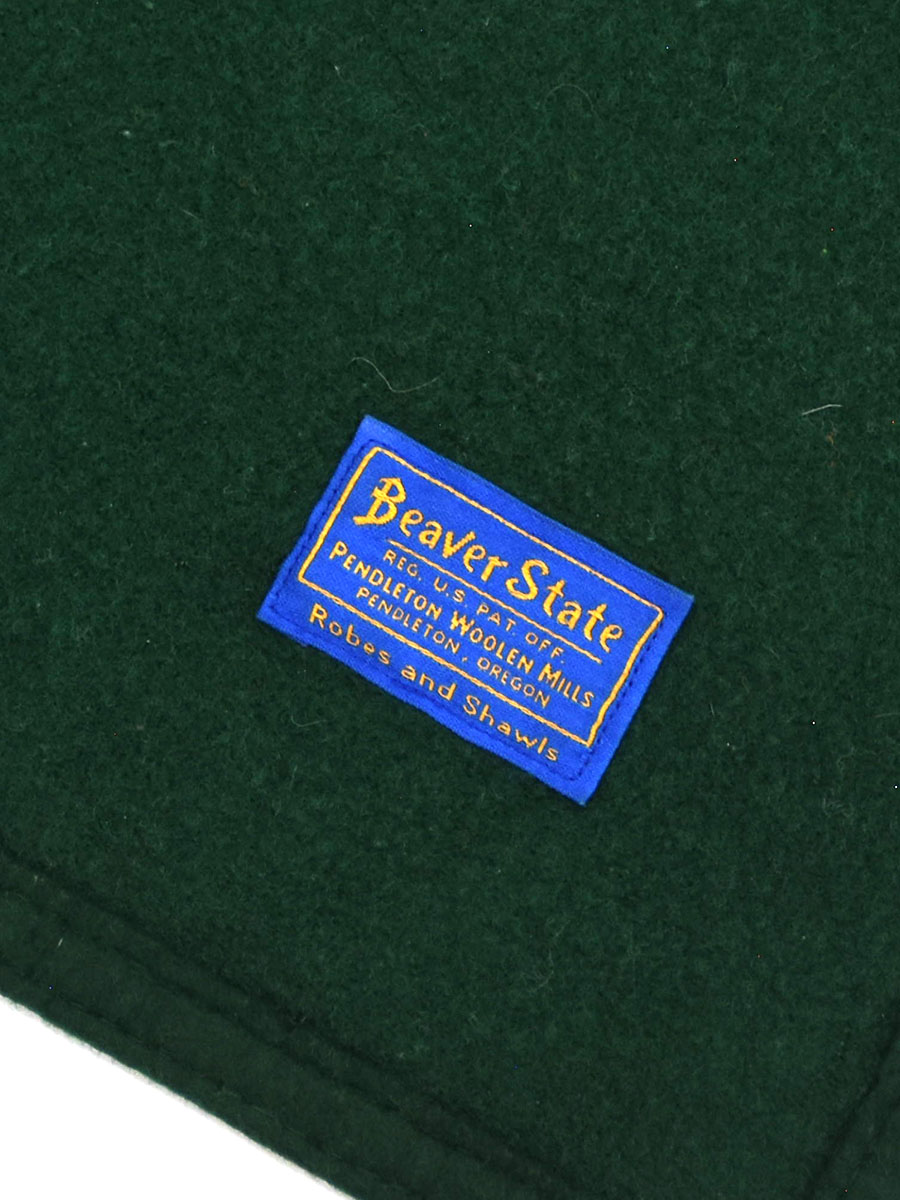 Beaver State
REG. U.S. PAT. OFF.
PENDLETON WOOLEN MILLS
PENDLETON, OREGON
Robes and Shawls